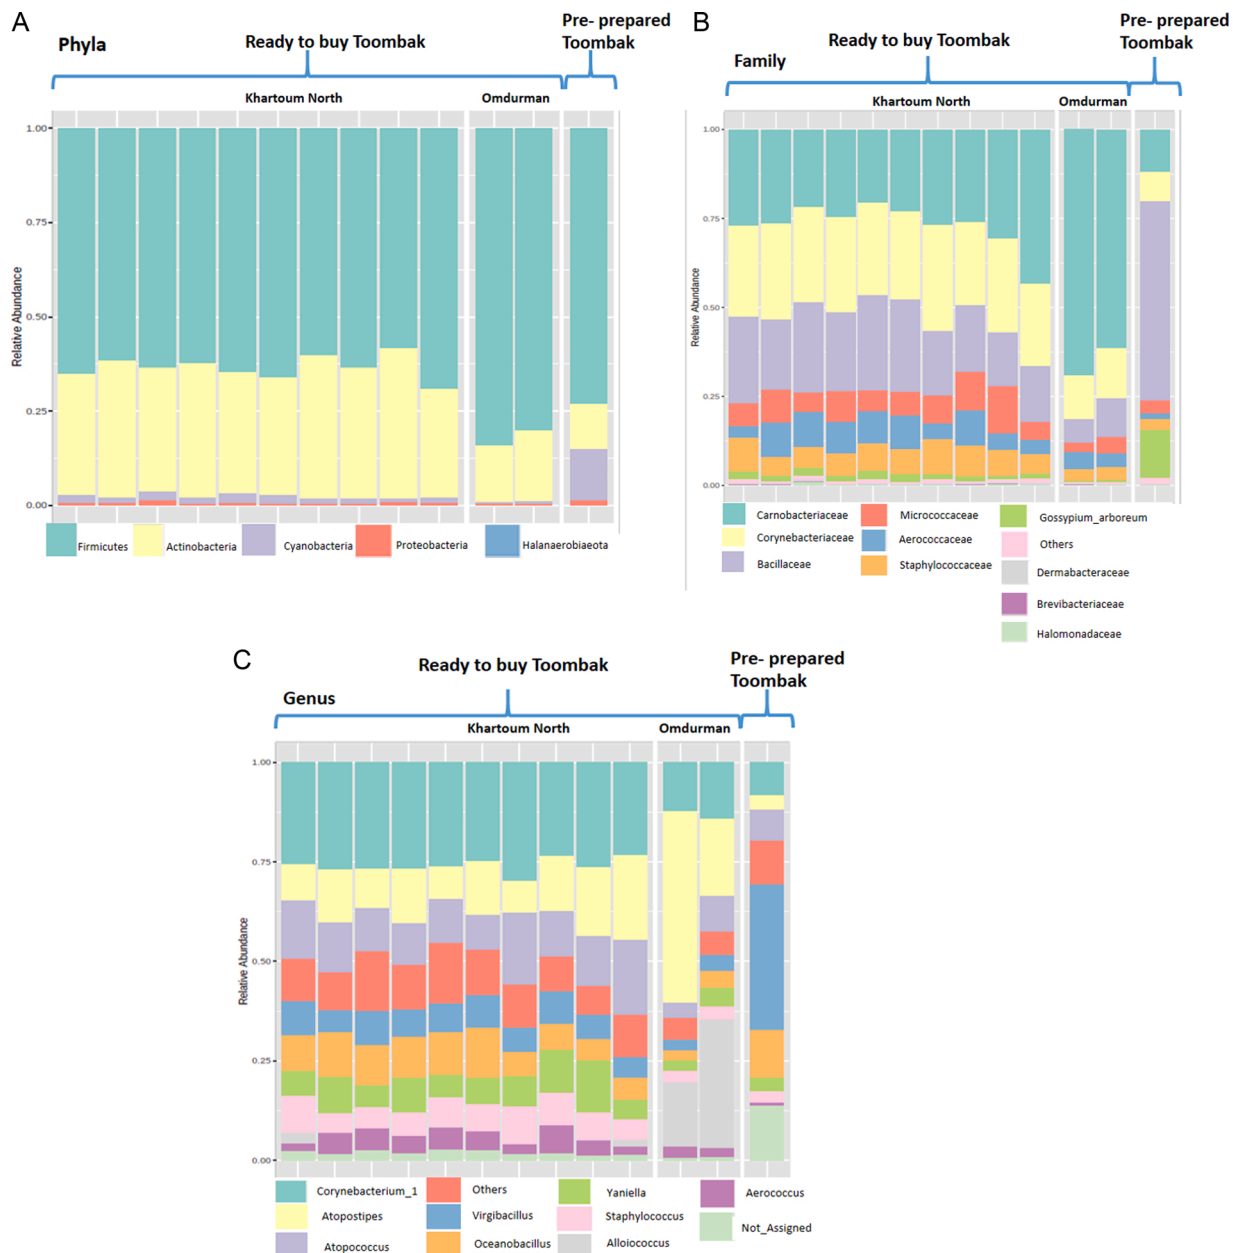 A
Phyla
Ready to buy Toombak
Pre- prepared
Toombak
Khartoum North
Omdurman
Relative Abundance
1.00
0.75
0.50
0.25
0.00
Firmicutes
Actinobacteria
Cyanobacteria
Proteobacteria
Halanaerobiaeota
B
Family
Ready to buy Toombak
Pre- prepared
Toombak
Khartoum North
Omdurman
Relative Abundance
1.00
0.75
0.50
0.25
0.00
Carnobacteriaceae
Corynebacteriaceae
Bacillaceae
Micrococcaceae
Aerococcaceae
Staphylococcaceae
Gossypium_arboreum
Others
Dermabacteraceae
Brevibacteriaceae
Halomonadaceae
C
Genus
Ready to buy Toombak
Pre- prepared
Toombak
Khartoum North
Omdurman
Relative Abundance
1.00
0.75
0.50
0.25
0.00
Corynebacterium_1
Atopostipes
Atopococcus
Others
Virgibacillus
Oceanobacillus
Yaniella
Staphylococcus
Alloiococcus
Aerococcus
Not_Assigned